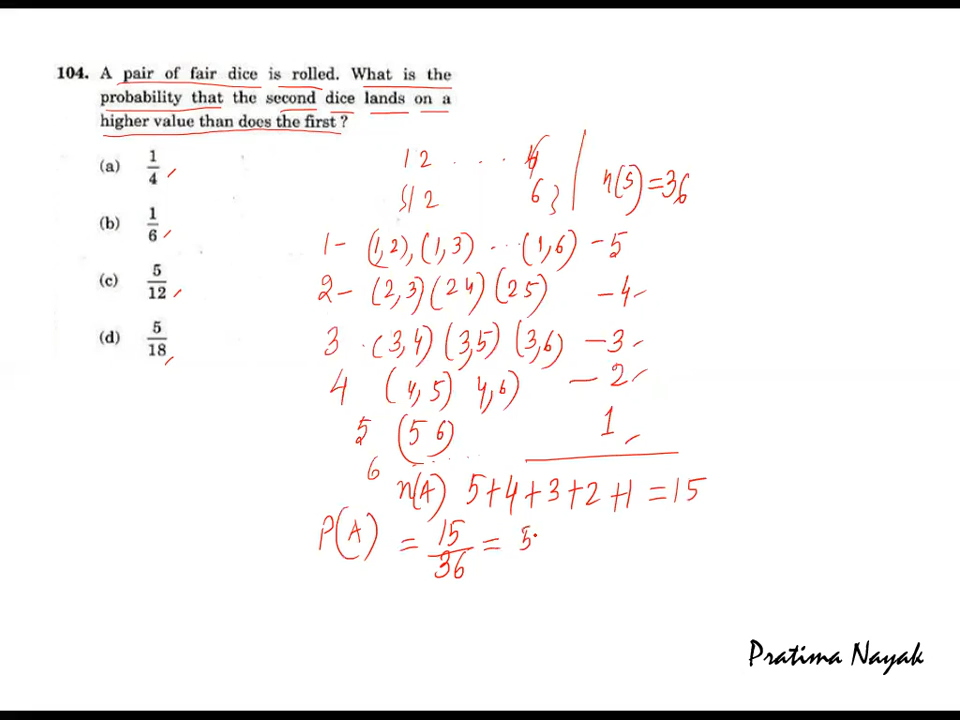 104. A pair of fair dice is rolled. What is the
probability that the second dice lands on a
higher value than does the first ?
(a) 1/4
(b) 1/6
(c) 5/12
(d) 5/18
1 2 . . .
{1 2 6}
n(S) = 36
1 - (1,2), (1,3) . . (1,6) - 5
2 - (2,3) (2 4) (2 5) - 4
3 . (3,4) (3,5) (3,6) - 3
4 (4,5) 4,6) - 2
5 (5 6) 1
6 . . . . .
n(A) 5+4+3+2+1 = 15
P(A) = 15/36 = 5
Pratima Nayak